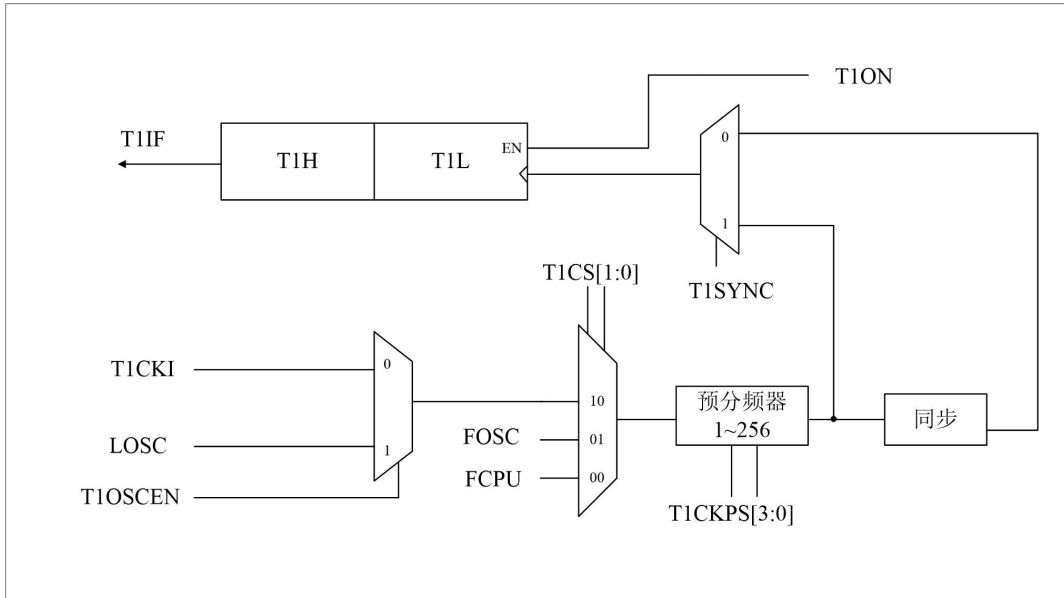 T1ON
T1IF
T1H
T1L
EN
0
1
T1SYNC
T1CS[1:0]
T1CKI
0
LOSC
1
T1OSCEN
10
FOSC
01
FCPU
00
预分频器
1~256
同步
T1CKPS[3:0]